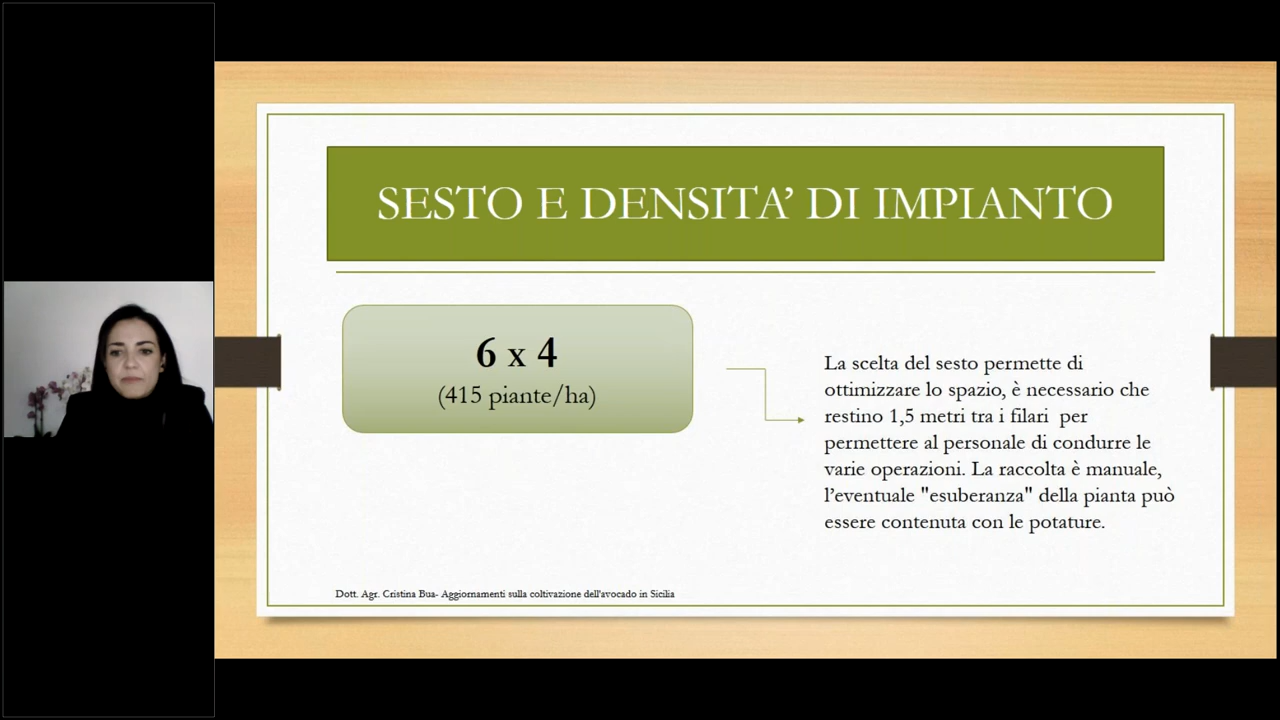 SESTO E DENSITA’ DI IMPIANTO
6 x 4
(415 piante/ha)
La scelta del sesto permette di
ottimizzare lo spazio, è necessario che
restino 1,5 metri tra i filari  per
permettere al personale di condurre le
varie operazioni. La raccolta è manuale,
l’eventuale "esuberanza" della pianta può
essere contenuta con le potature.
Dott. Agr. Cristina Bua- Aggiornamenti sulla coltivazione dell'avocado in Sicilia